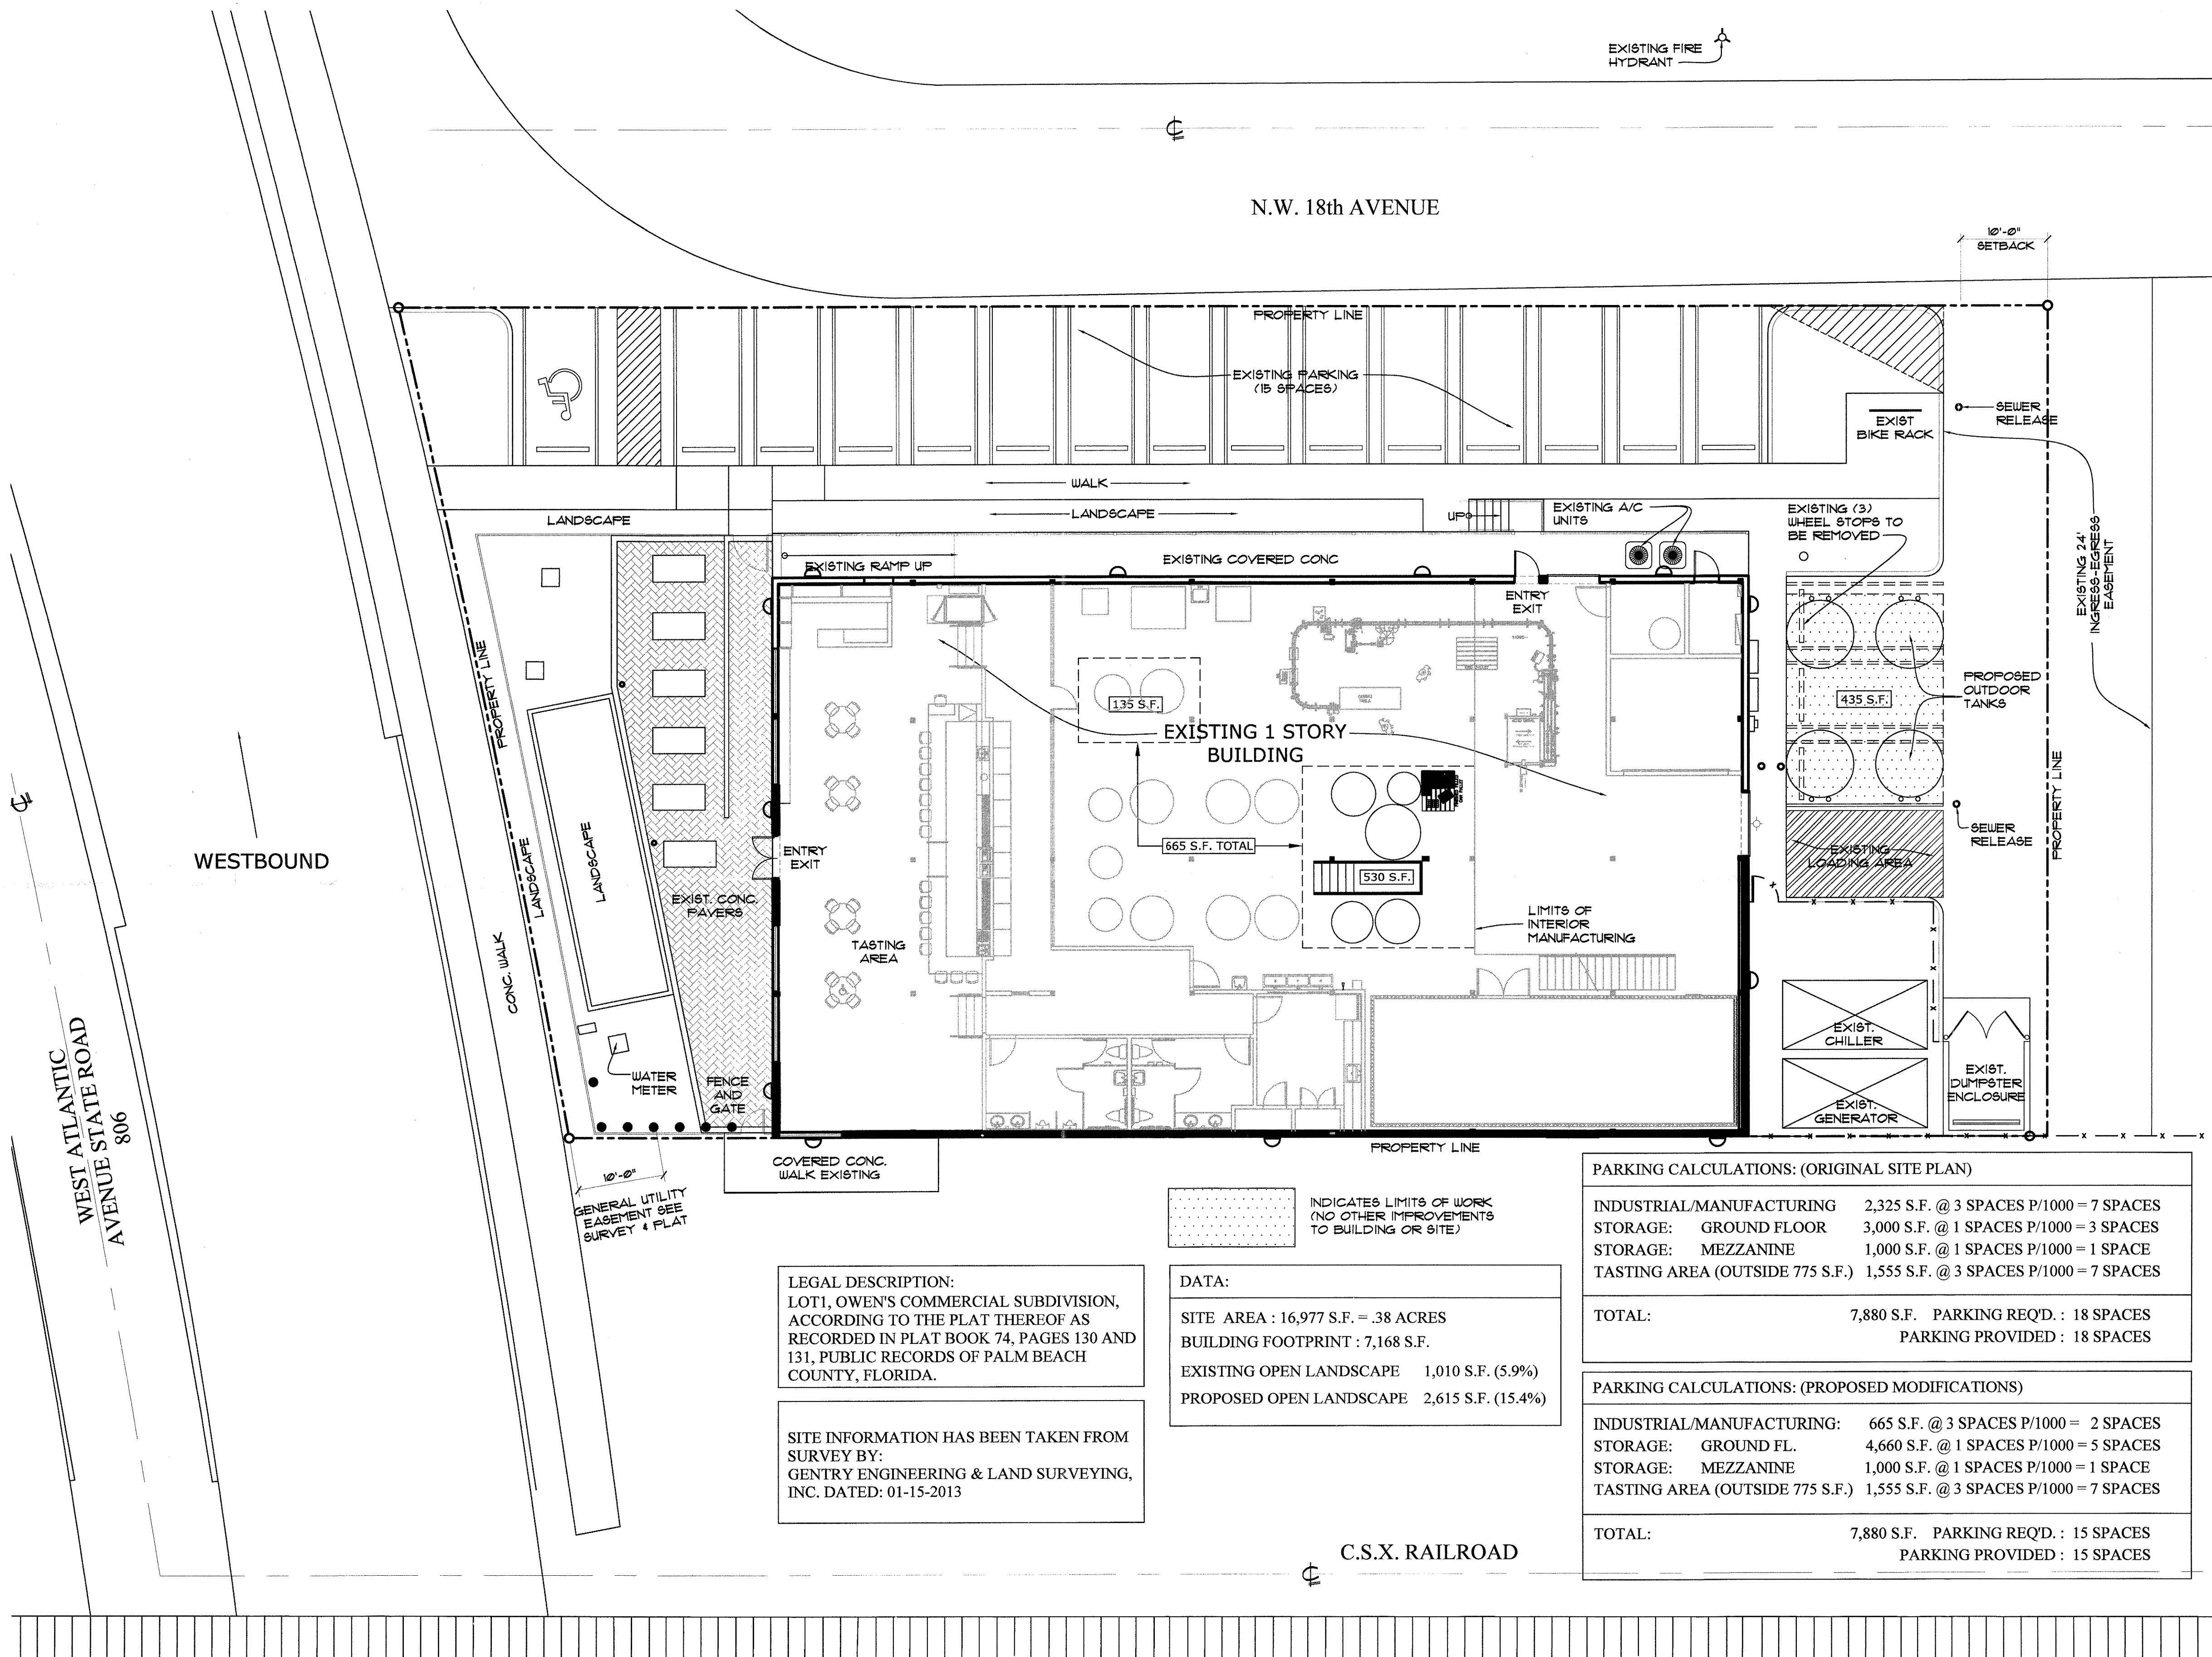 EXISTING FIRE
HYDRANT
N.W. 18th AVENUE
10'-0"
SETBACK
PROPERTY LINE
EXISTING PARKING
(15 SPACES)
EXIST
BIKE RACK
SEWER
RELEASE
WALK
LANDSCAPE
LANDSCAPE
UP
EXISTING A/C
UNITS
EXISTING (3)
WHEEL STOPS TO
BE REMOVED
EXISTING 24'
INGRESS-EGRESS
EASEMENT
EXISTING RAMP UP
EXISTING COVERED CONC
ENTRY
EXIT
PROPERTY LINE
135 S.F.
435 S.F.
PROPOSED
OUTDOOR
TANKS
EXISTING 1 STORY
BUILDING
PROPERTY LINE
WESTBOUND
LANDSCAPE
LANDSCAPE
ENTRY
EXIT
665 S.F. TOTAL
530 S.F.
SEWER
RELEASE
EXISTING
LOADING AREA
EXIST. CONC.
PAVERS
TASTING
AREA
LIMITS OF
INTERIOR
MANUFACTURING
CONC. WALK
WEST ATLANTIC
AVENUE STATE ROAD
806
WATER
METER
FENCE
AND
GATE
EXIST.
CHILLER
EXIST.
GENERATOR
EXIST.
DUMPSTER
ENCLOSURE
PROPERTY LINE
COVERED CONC.
WALK EXISTING
10'-0"
GENERAL UTILITY
EASEMENT SEE
SURVEY & PLAT
INDICATES LIMITS OF WORK
(NO OTHER IMPROVEMENTS
TO BUILDING OR SITE)
LEGAL DESCRIPTION:
LOT1, OWEN'S COMMERCIAL SUBDIVISION,
ACCORDING TO THE PLAT THEREOF AS
RECORDED IN PLAT BOOK 74, PAGES 130 AND
131, PUBLIC RECORDS OF PALM BEACH
COUNTY, FLORIDA.
SITE INFORMATION HAS BEEN TAKEN FROM
SURVEY BY:
GENTRY ENGINEERING & LAND SURVEYING,
INC. DATED: 01-15-2013
DATA:
SITE AREA : 16,977 S.F. = .38 ACRES
BUILDING FOOTPRINT : 7,168 S.F.
EXISTING OPEN LANDSCAPE 1,010 S.F. (5.9%)
PROPOSED OPEN LANDSCAPE 2,615 S.F. (15.4%)
PARKING CALCULATIONS: (ORIGINAL SITE PLAN)
INDUSTRIAL/MANUFACTURING 2,325 S.F. @ 3 SPACES P/1000 = 7 SPACES
STORAGE: GROUND FLOOR 3,000 S.F. @ 1 SPACES P/1000 = 3 SPACES
STORAGE: MEZZANINE 1,000 S.F. @ 1 SPACES P/1000 = 1 SPACE
TASTING AREA (OUTSIDE 775 S.F.) 1,555 S.F. @ 3 SPACES P/1000 = 7 SPACES
TOTAL: 7,880 S.F. PARKING REQ'D. : 18 SPACES
PARKING PROVIDED : 18 SPACES
PARKING CALCULATIONS: (PROPOSED MODIFICATIONS)
INDUSTRIAL/MANUFACTURING: 665 S.F. @ 3 SPACES P/1000 = 2 SPACES
STORAGE: GROUND FL. 4,660 S.F. @ 1 SPACES P/1000 = 5 SPACES
STORAGE: MEZZANINE 1,000 S.F. @ 1 SPACES P/1000 = 1 SPACE
TASTING AREA (OUTSIDE 775 S.F.) 1,555 S.F. @ 3 SPACES P/1000 = 7 SPACES
TOTAL: 7,880 S.F. PARKING REQ'D. : 15 SPACES
PARKING PROVIDED : 15 SPACES
C.S.X. RAILROAD